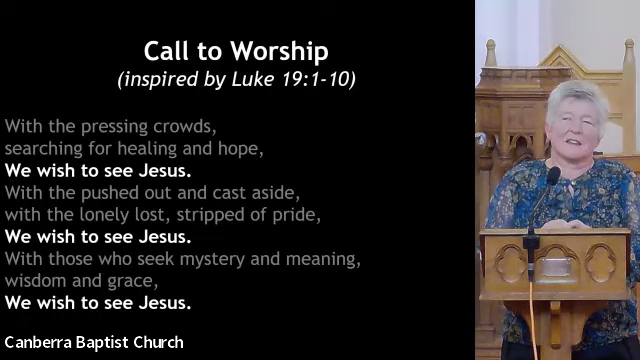 Call to Worship
(inspired by Luke 19:1-10)
With the pressing crowds,
searching for healing and hope,
We wish to see Jesus.
With the pushed out and cast aside,
with the lonely lost, stripped of pride,
We wish to see Jesus.
With those who seek mystery and meaning,
wisdom and grace,
We wish to see Jesus.
Canberra Baptist Church